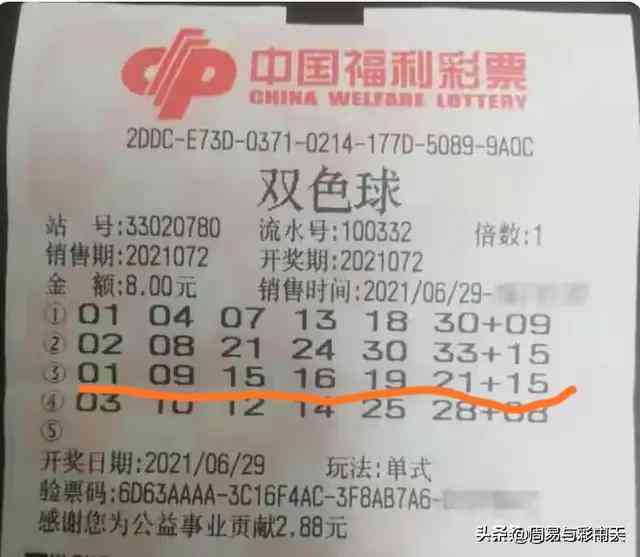 中国福利彩票
CHINA WELFARE LOTTERY
2DDC-E73D-0371-0214-177D-5089-9A0C
双色球
站 号:33020780 流水号:100332 倍数:1
销售期:2021072 开奖期:2021072
金 额:8.00元 销售时间:2021/06/29-
① 01 04 07 13 18 30+09
② 02 08 21 24 30 33+15
③ 01 09 15 16 19 21+15
④ 03 10 12 14 25 28+08
⑤
开奖日期:2021/06/29 玩法:单式
验票码:6D63AAAA-3C16F4AC-3F8AB7A6-
感谢您为公益事业贡献2.88元
头条@周易与彩雨天